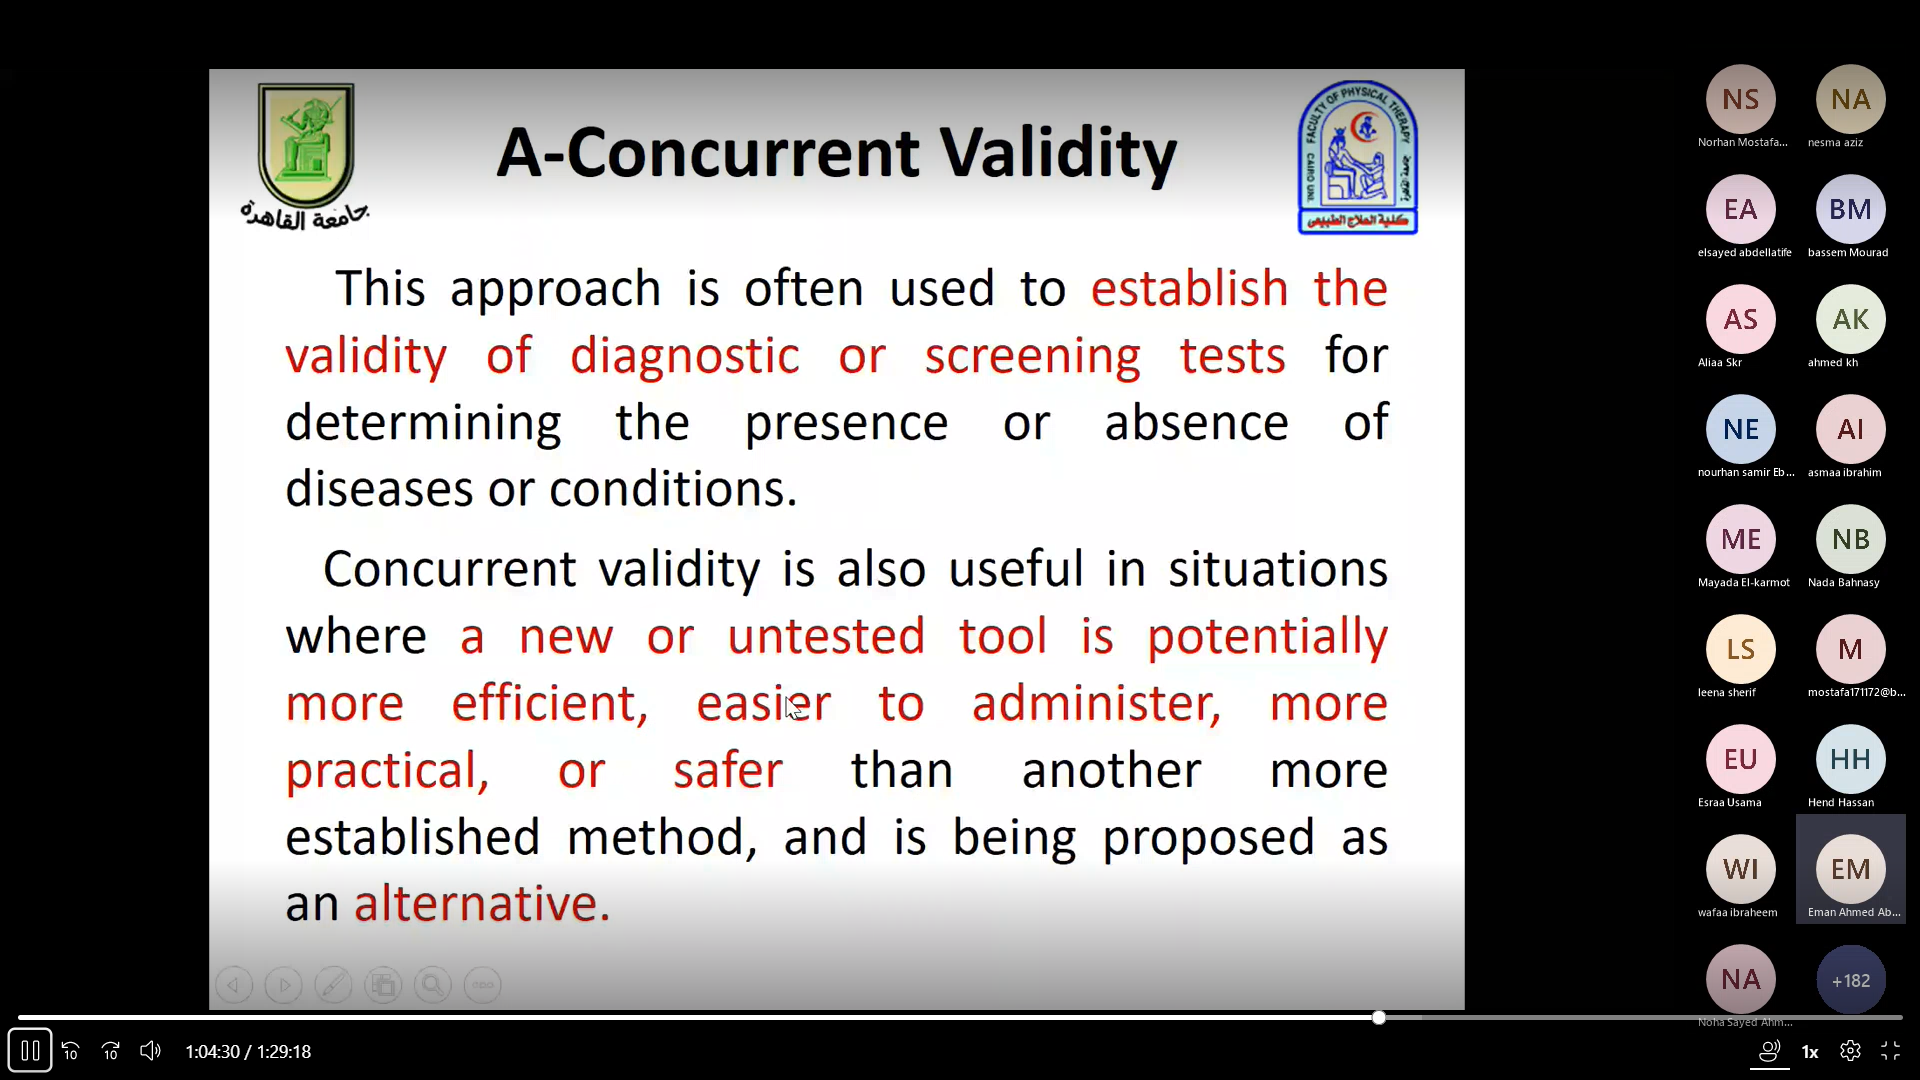 A-Concurrent Validity
جامعة القاهرة
FACULTY OF PHYSICAL THERAPY
CAIRO UNI.
جامعة القاهرة
كلية العلاج الطبيعى
This approach is often used to establish the
validity of diagnostic or screening tests for
determining the presence or absence of
diseases or conditions.
Concurrent validity is also useful in situations
where a new or untested tool is potentially
more efficient, easier to administer, more
practical, or safer than another more
established method, and is being proposed as
an alternative.
NS
Norhan Mostafa...
NA
nesma aziz
EA
elsayed abdellatife
BM
bassem Mourad
AS
Aliaa Skr
AK
ahmed kh
NE
nourhan samir Eb...
AI
asmaa ibrahim
ME
Mayada El-karmot
NB
Nada Bahnasy
LS
leena sherif
M
mostafa171172@b...
EU
Esraa Usama
HH
Hend Hassan
WI
wafaa ibraheem
EM
Eman Ahmed Ab...
NA
Noha Sayed Ahm...
+182
10
10
1:04:30 / 1:29:18
1x